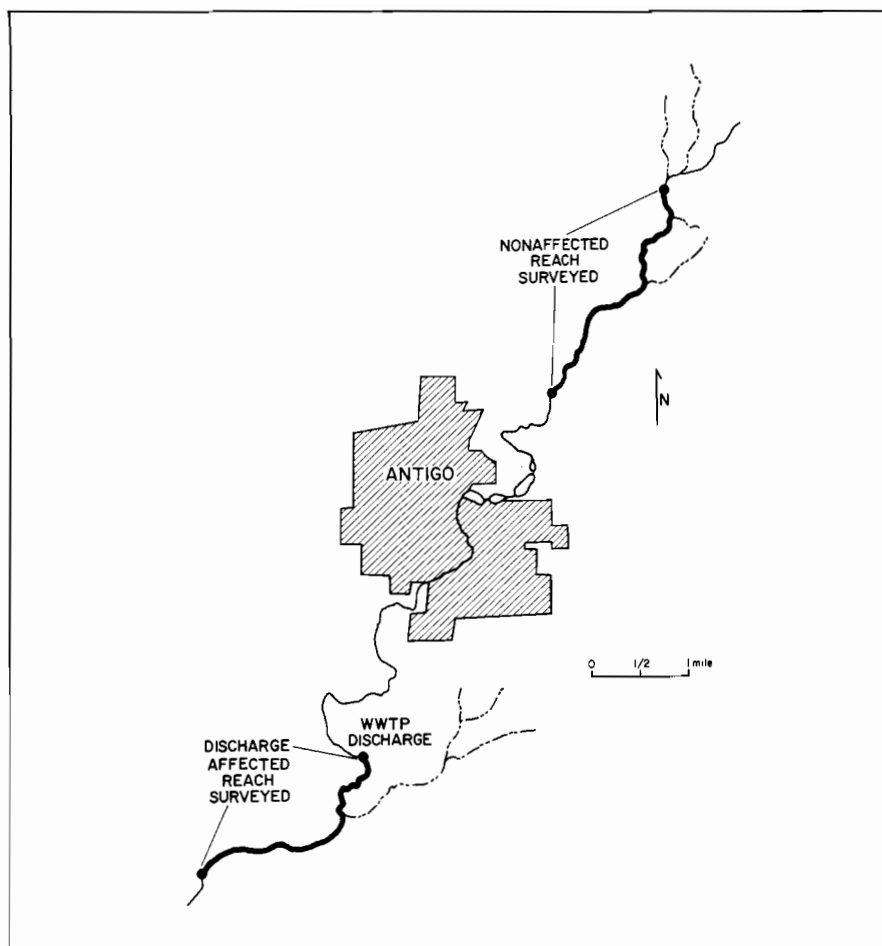 NONAFFECTED
REACH
SURVEYED
N
ANTIGO
0 1/2 1 mile
WWTP
DISCHARGE
DISCHARGE
AFFECTED
REACH
SURVEYED